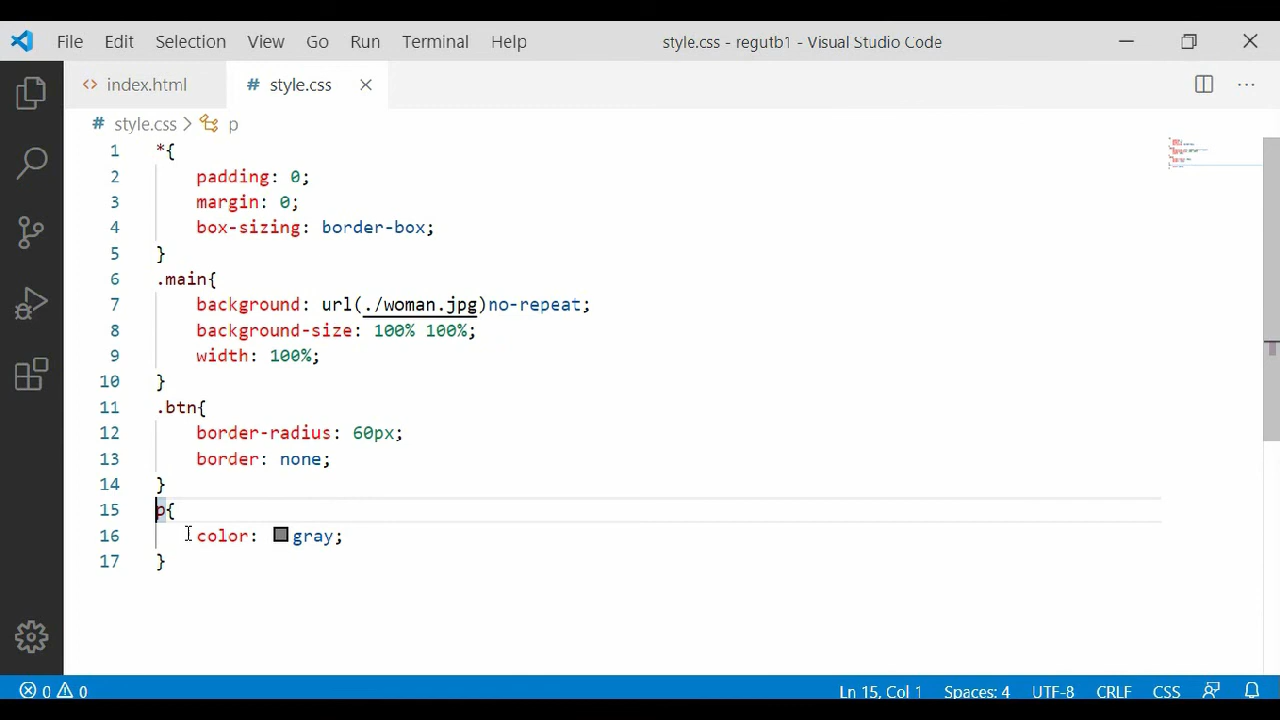 File Edit Selection View Go Run Terminal Help style.css - regutb1 - Visual Studio Code
<> index.html # style.css
# style.css > p
1 *{
2 padding: 0;
3 margin: 0;
4 box-sizing: border-box;
5 }
6 .main{
7 background: url(./woman.jpg)no-repeat;
8 background-size: 100% 100%;
9 width: 100%;
10 }
11 .btn{
12 border-radius: 60px;
13 border: none;
14 }
15 p{
16 color: gray;
17 }
0 0 Ln 15, Col 1 Spaces: 4 UTF-8 CRLF CSS